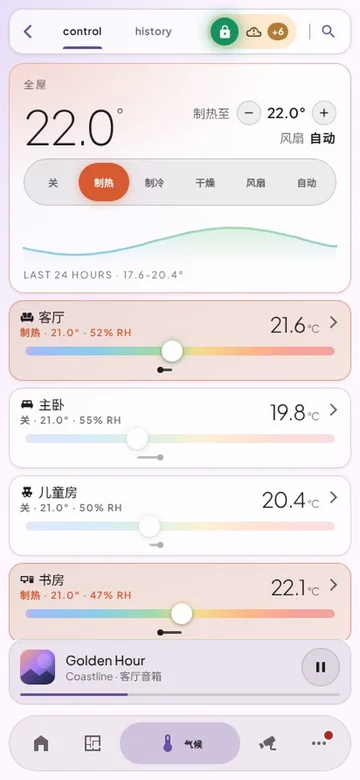 control
history
+6
全屋
22.0°
制热至 − 22.0° +
风扇 自动
关 制热 制冷 干燥 风扇 自动
LAST 24 HOURS · 17.6–20.4°
客厅
制热 · 21.0° · 52% RH
21.6°C
主卧
关 · 21.0° · 55% RH
19.8°C
儿童房
关 · 21.0° · 50% RH
20.4°C
书房
制热 · 21.0° · 47% RH
22.1°C
Golden Hour
Coastline · 客厅音箱
气候